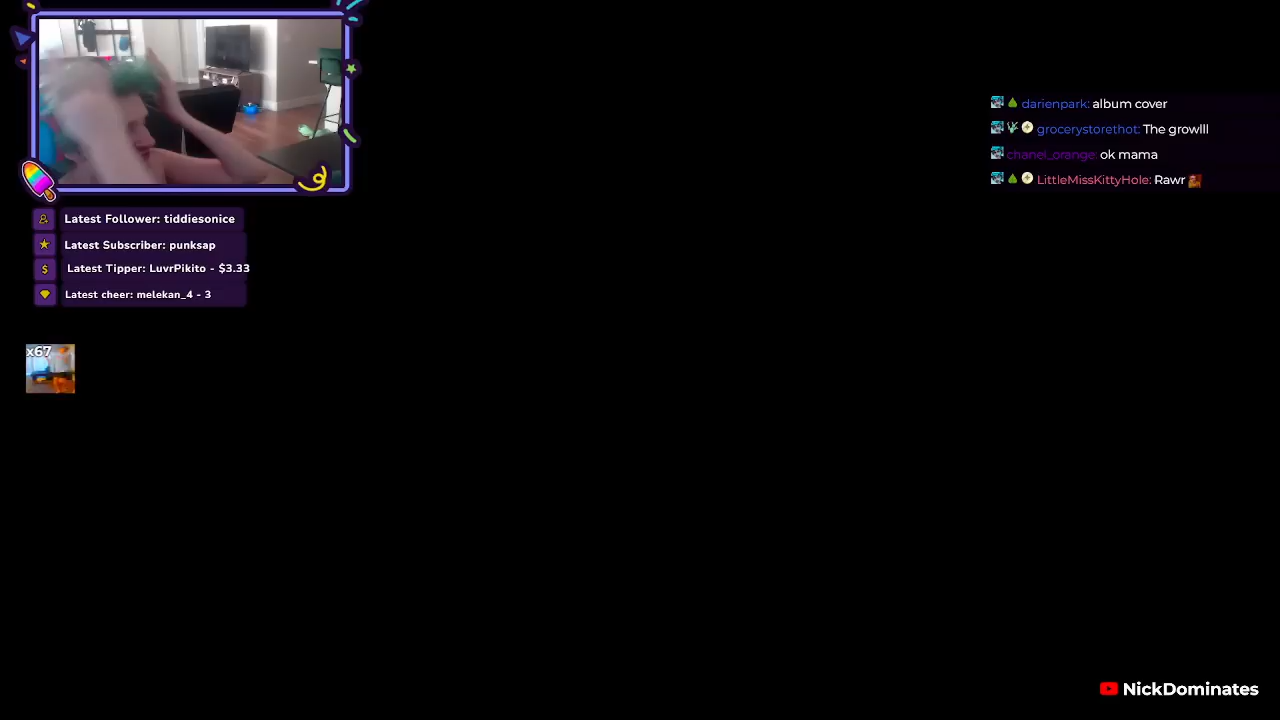 darienpark: album cover
grocerystorethot: The growlll
chanel_orange: ok mama
LittleMissKittyHole: Rawr
Latest Follower: tiddiesonice
Latest Subscriber: punksap
Latest Tipper: LuvrPikito - $3.33
Latest cheer: melekan_4 - 3
x67
NickDominates